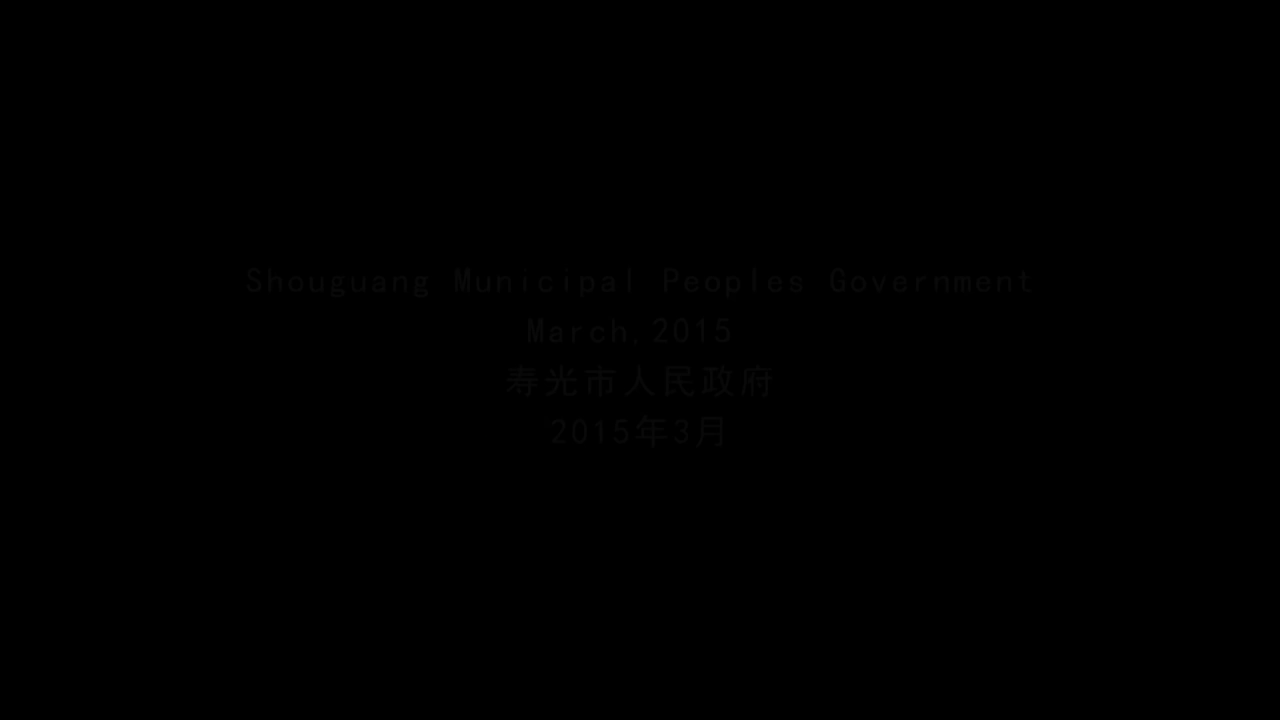 Shouguang Municipal Peoples Government
March.2015
寿光市人民政府
2015年3月